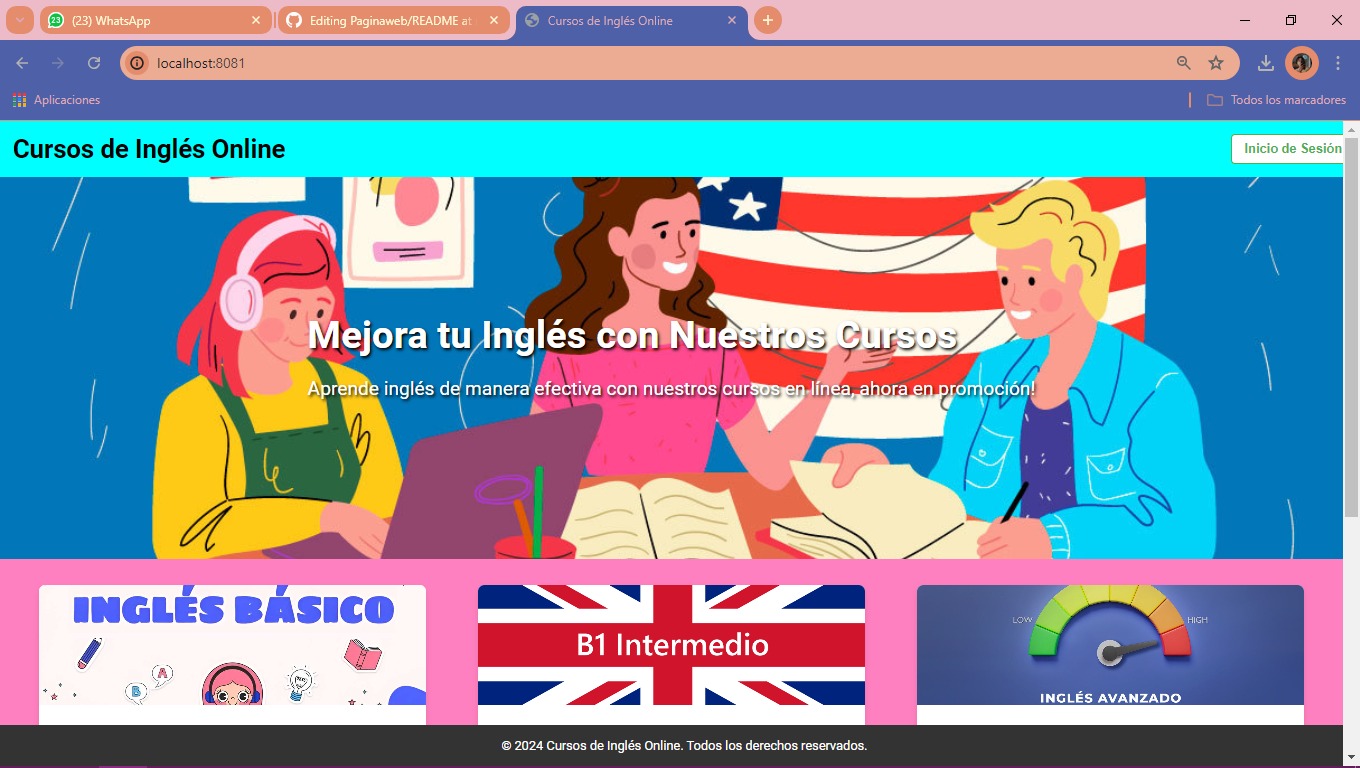 (23) WhatsApp
Editing Paginaweb/README at
Cursos de Inglés Online
localhost:8081
Aplicaciones
Todos los marcadores
Cursos de Inglés Online
Inicio de Sesión
Mejora tu Inglés con Nuestros Cursos
Aprende inglés de manera efectiva con nuestros cursos en línea, ahora en promoción!
INGLÉS BÁSICO
A
B
B1 Intermedio
LOW
HIGH
INGLÉS AVANZADO
© 2024 Cursos de Inglés Online. Todos los derechos reservados.